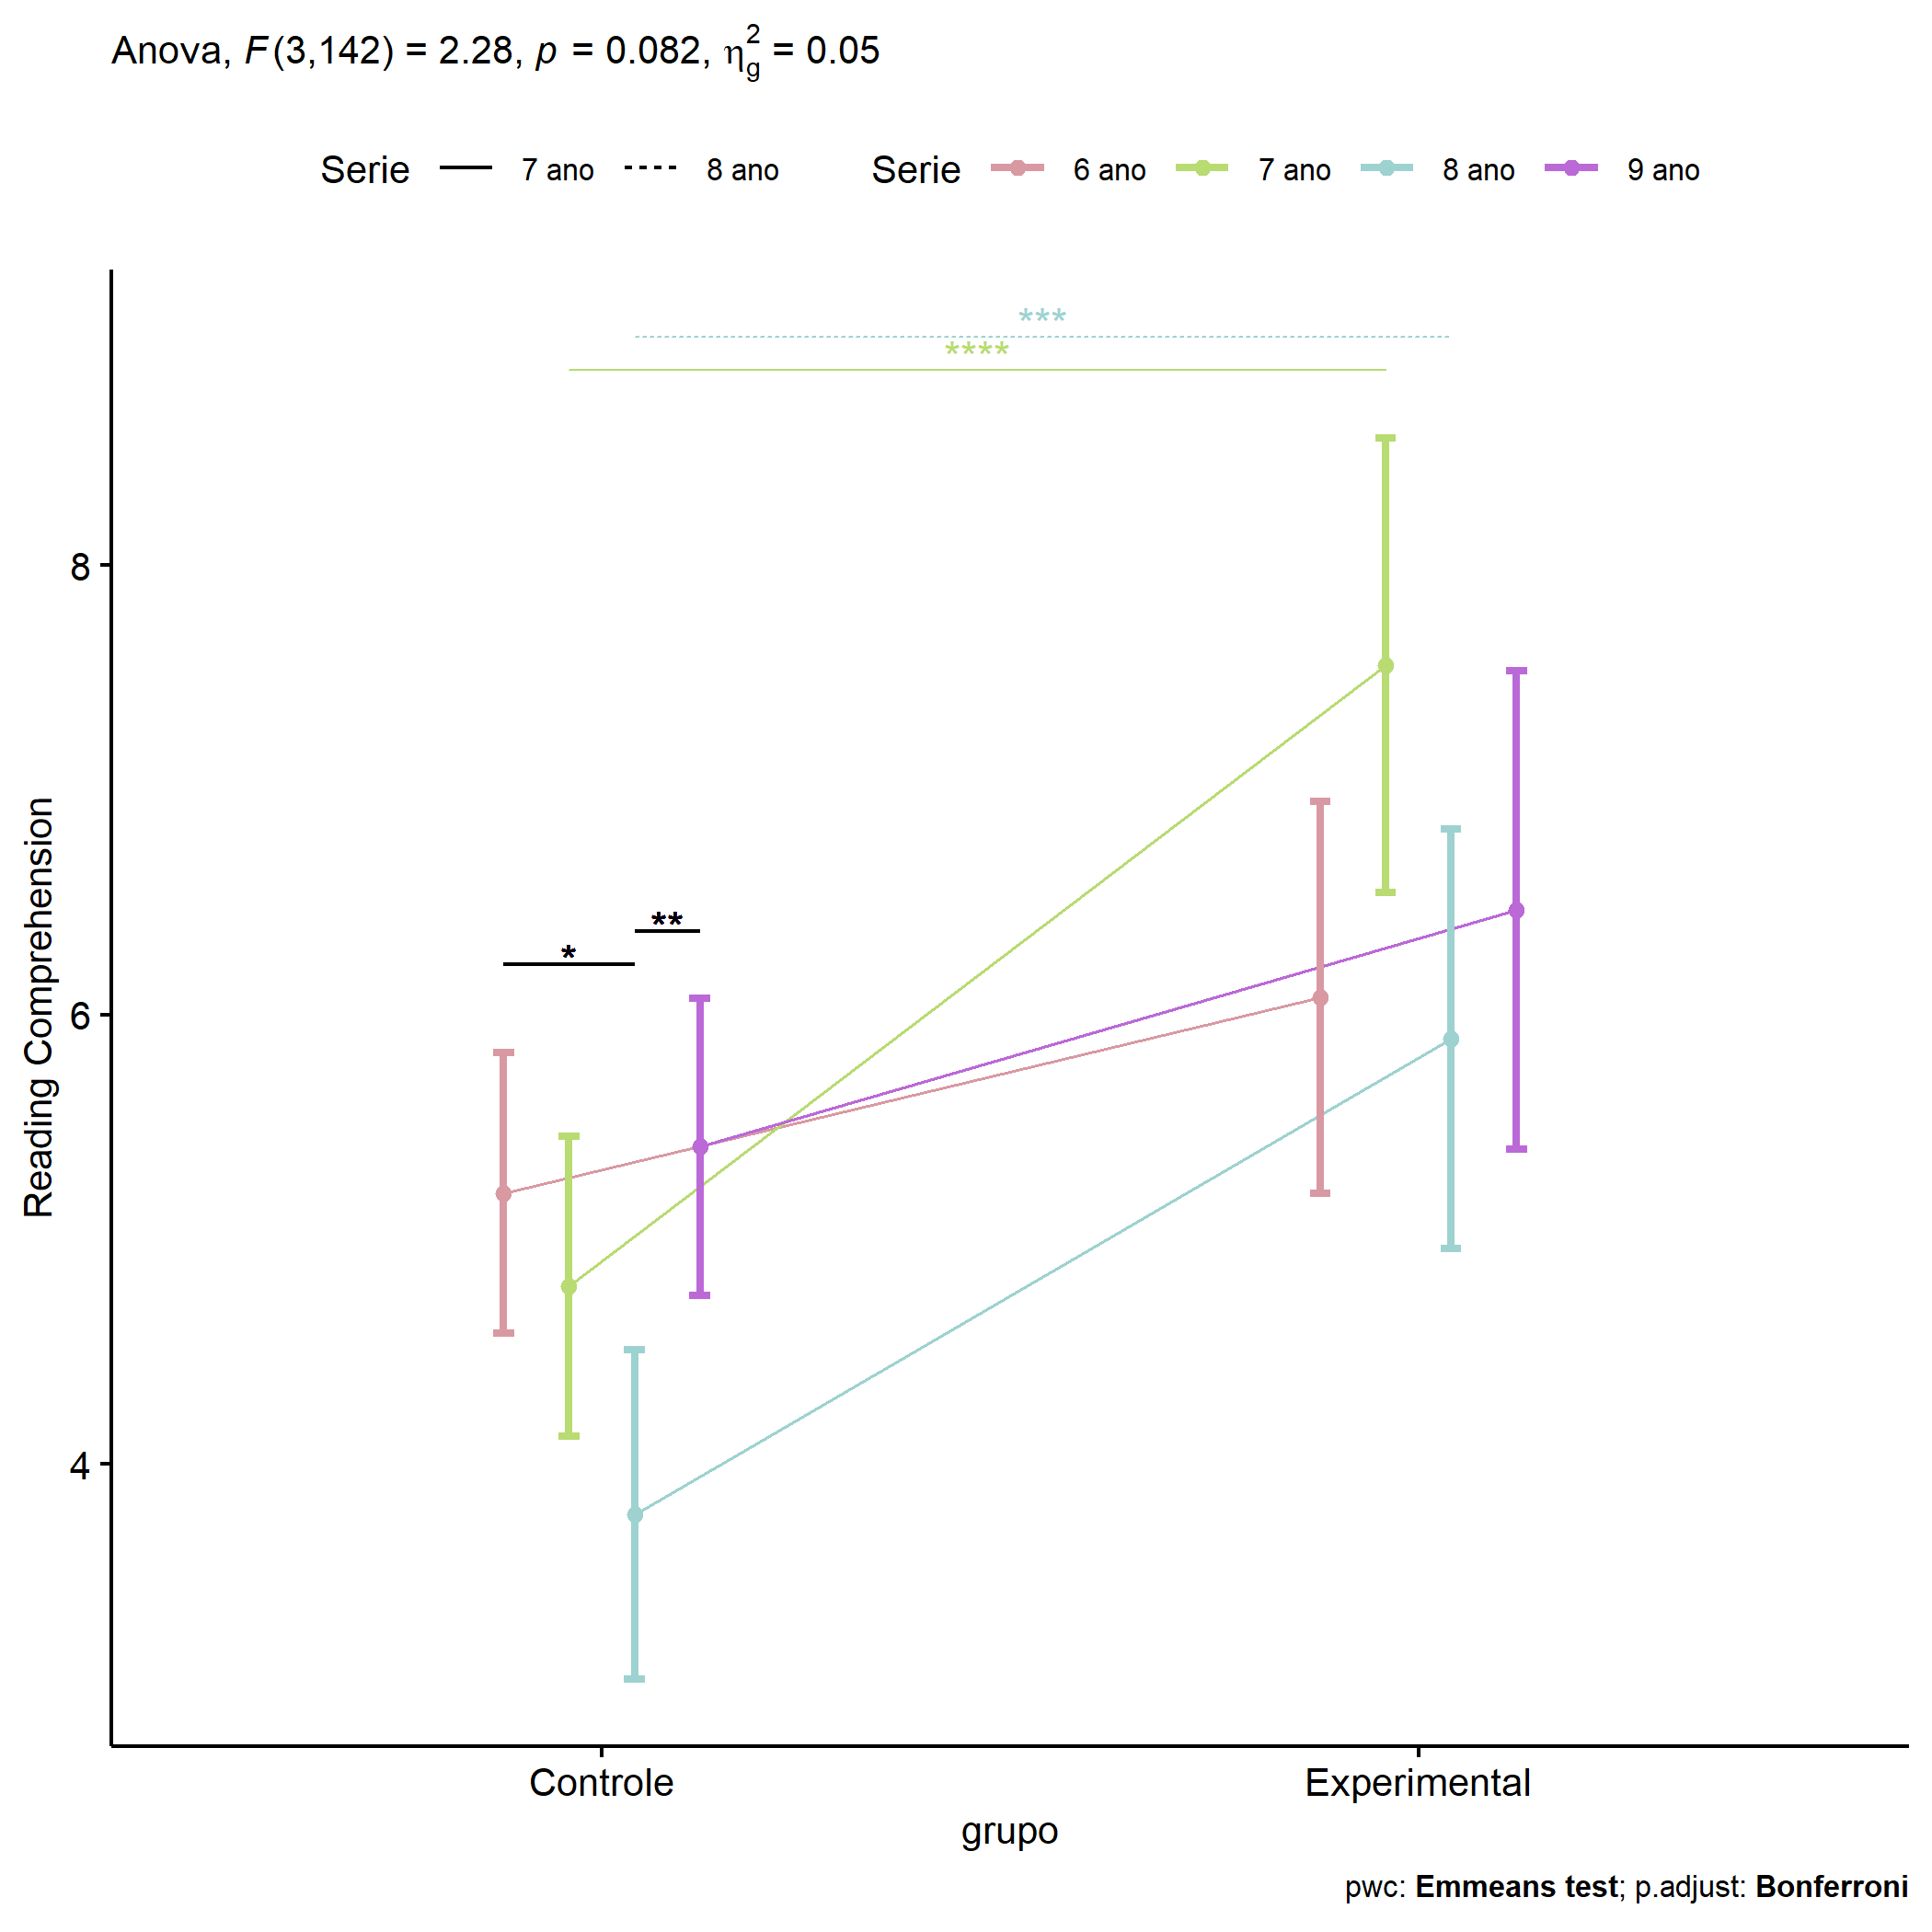 Anova, F(3,142) = 2.28, p = 0.082, η²g = 0.05
Serie 7 ano 8 ano Serie 6 ano 7 ano 8 ano 9 ano
***
****
8
**
*
6
4
Reading Comprehension
Controle Experimental
grupo
pwc: Emmeans test; p.adjust: Bonferroni